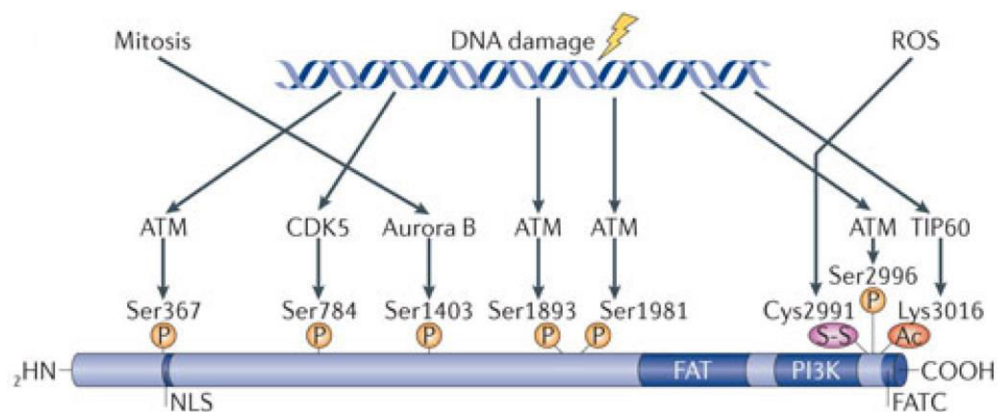 Mitosis DNA damage ROS
ATM CDK5 Aurora B ATM ATM ATM TIP60
Ser2996
Ser367 Ser784 Ser1403 Ser1893 Ser1981 Cys2991 P Lys3016
P P P P P S-S Ac
₂HN FAT PI3K COOH
NLS FATC